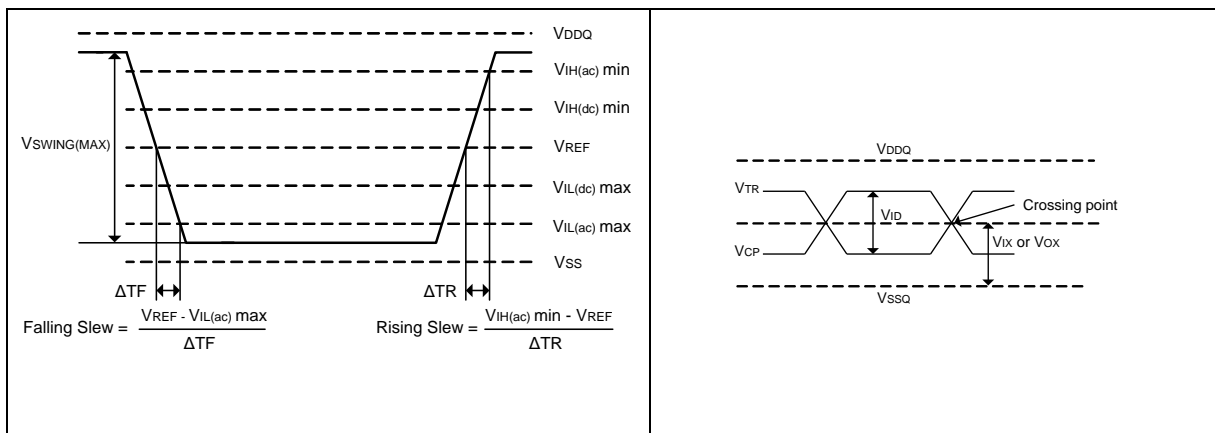 VDDQ
VIH(ac) min
VIH(dc) min
VSWING(MAX)
VREF
VIL(dc) max
VIL(ac) max
VSS
ΔTF
ΔTR
Falling Slew = VREF - VIL(ac) max
ΔTF
Rising Slew = VIH(ac) min - VREF
ΔTR
VDDQ
VTR
VID
Crossing point
VCP
VIX or VOX
VSSQ